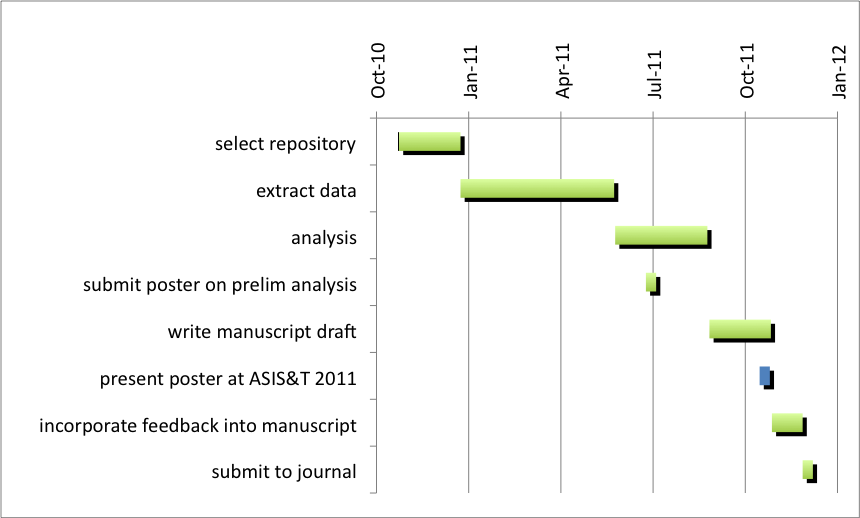 Oct-10
Jan-11
Apr-11
Jul-11
Oct-11
Jan-12
select repository
extract data
analysis
submit poster on prelim analysis
write manuscript draft
present poster at ASIS&T 2011
incorporate feedback into manuscript
submit to journal